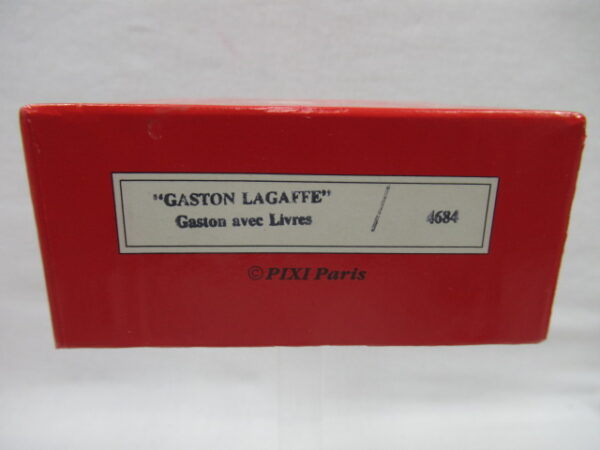 "GASTON LAGAFFE"
Gaston avec Livres / 4684
© PIXI Paris